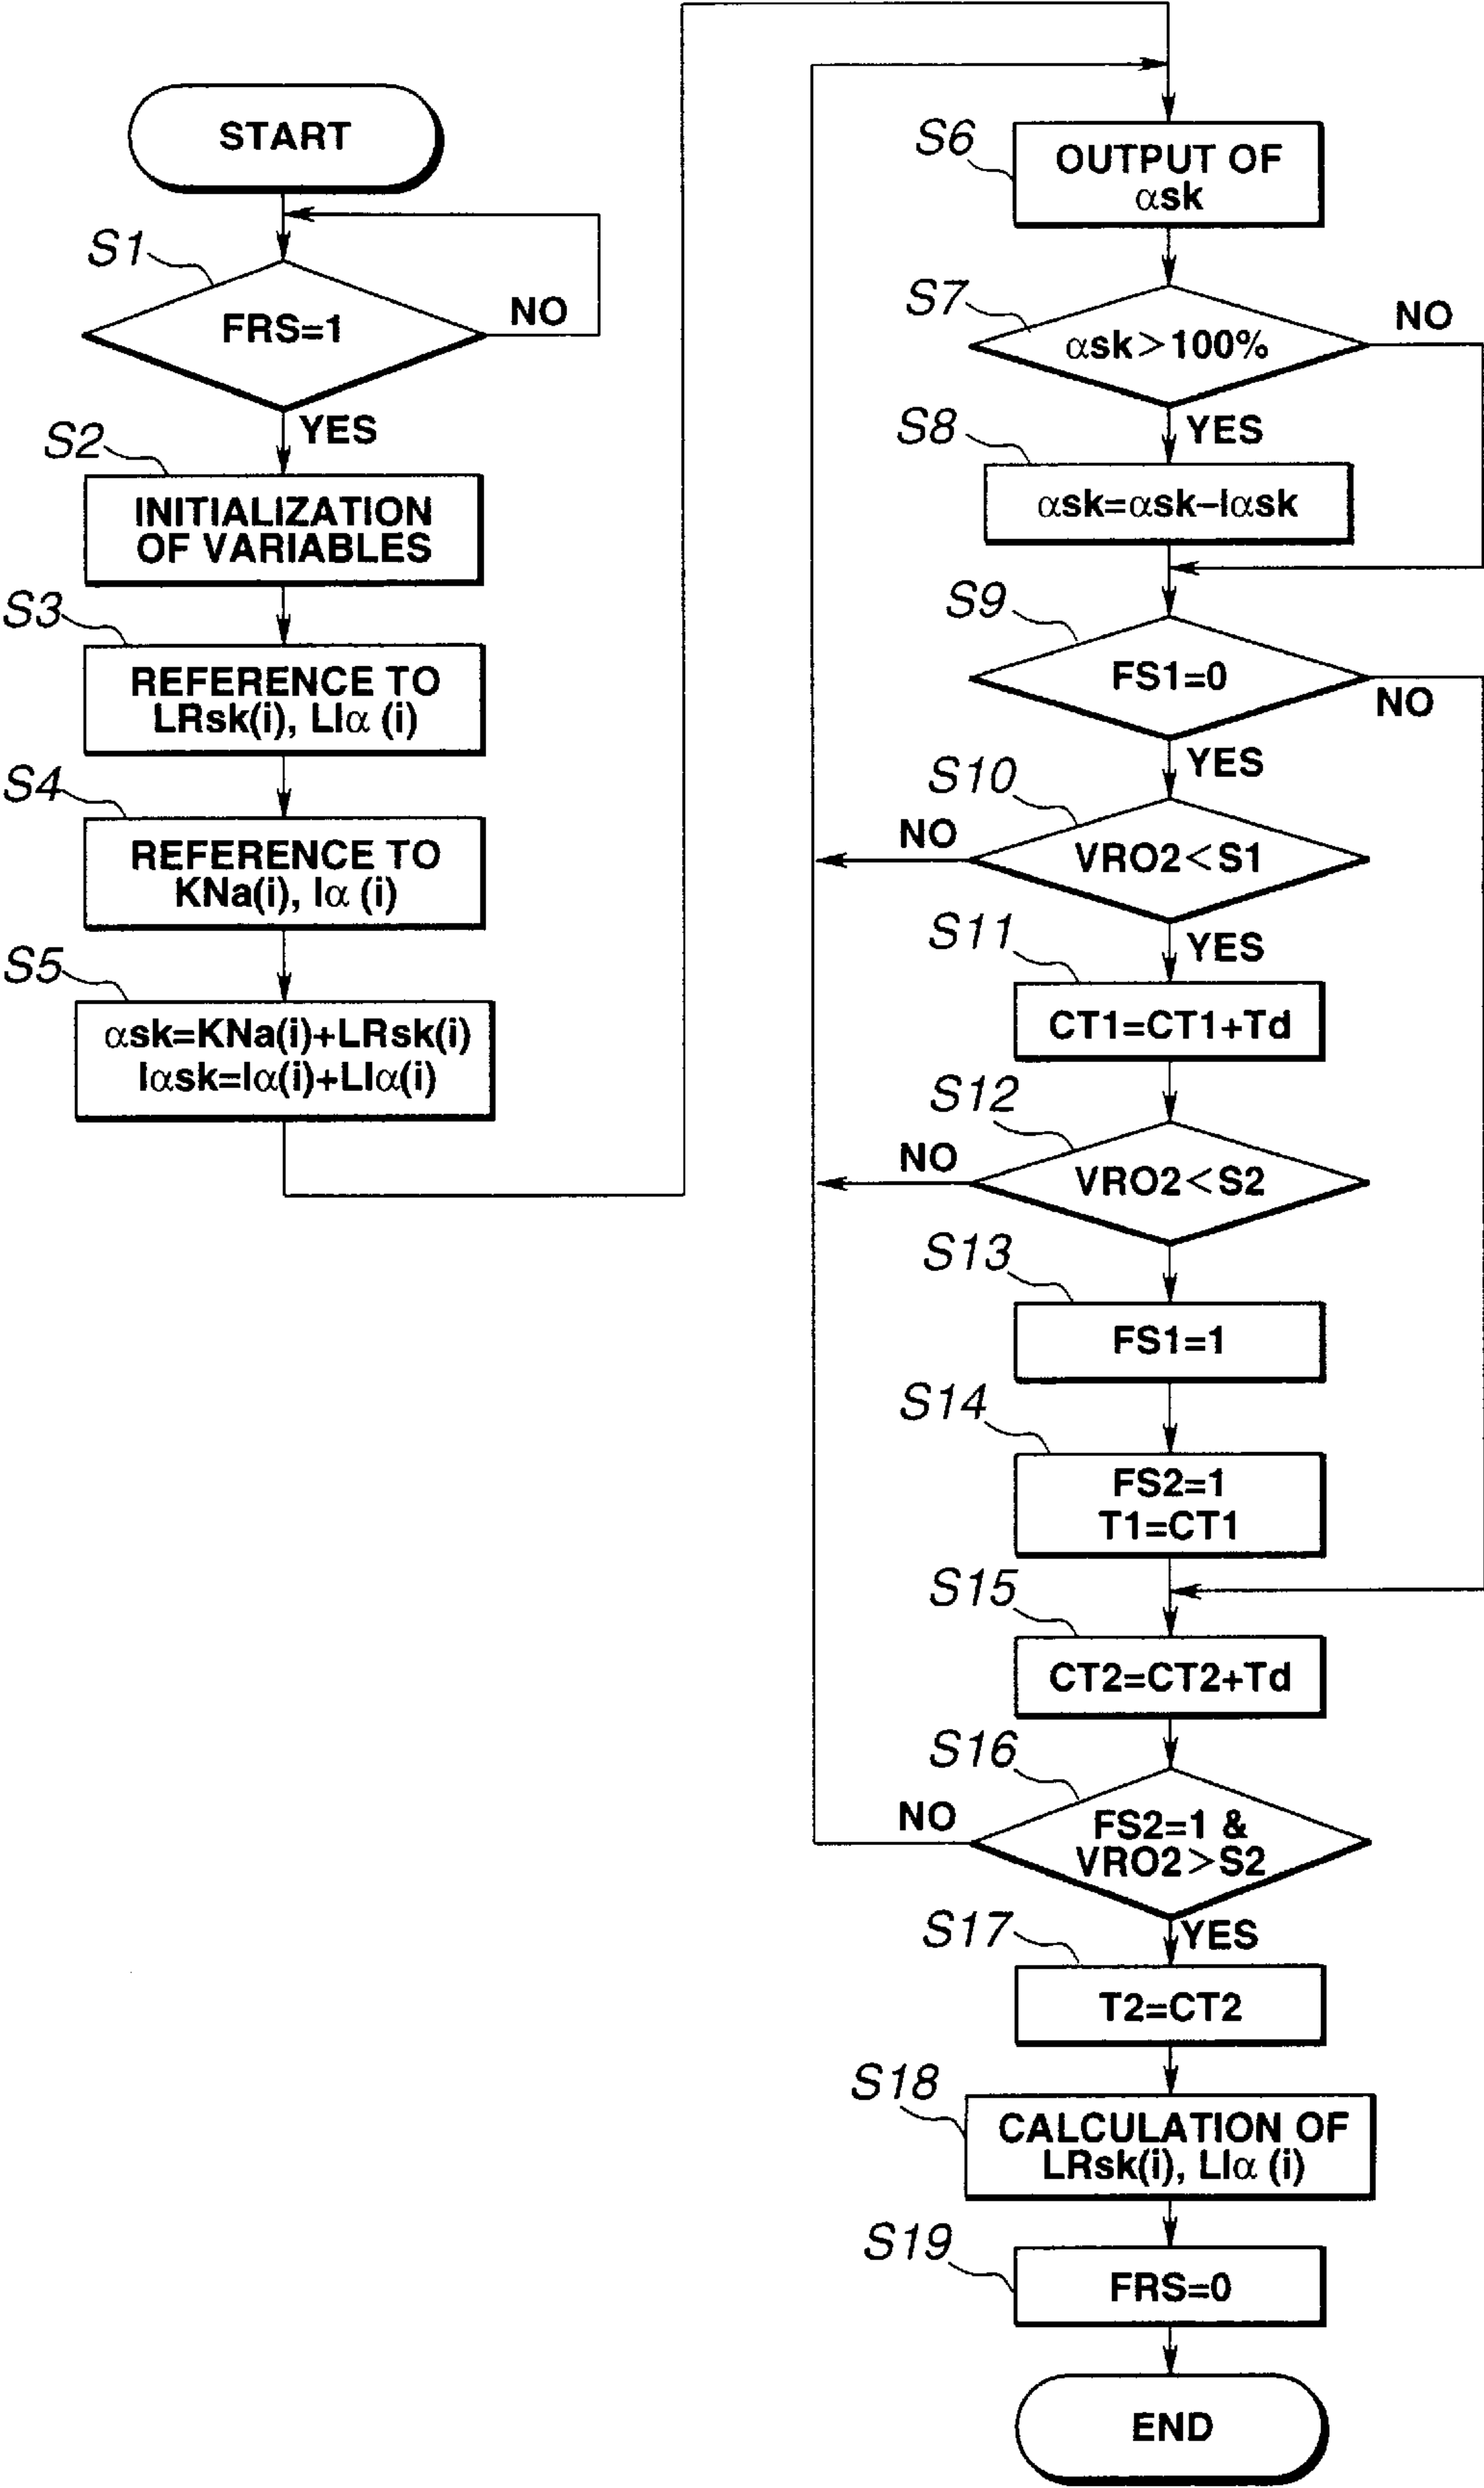 START
S1
FRS=1
NO
YES
S2
INITIALIZATION
OF VARIABLES
S3
REFERENCE TO
LRsk(i), LIα (i)
S4
REFERENCE TO
KNa(i), Iα (i)
S5
αsk=KNa(i)+LRsk(i)
Iαsk=Iα(i)+LIα(i)
S6
OUTPUT OF
αsk
S7
αsk>100%
NO
YES
S8
αsk=αsk–Iαsk
S9
FS1=0
NO
YES
S10
NO
VRO2<S1
YES
S11
CT1=CT1+Td
S12
NO
VRO2<S2
S13
FS1=1
S14
FS2=1
T1=CT1
S15
CT2=CT2+Td
S16
NO
FS2=1 &
VRO2>S2
YES
S17
T2=CT2
S18
CALCULATION OF
LRsk(i), LIα (i)
S19
FRS=0
END